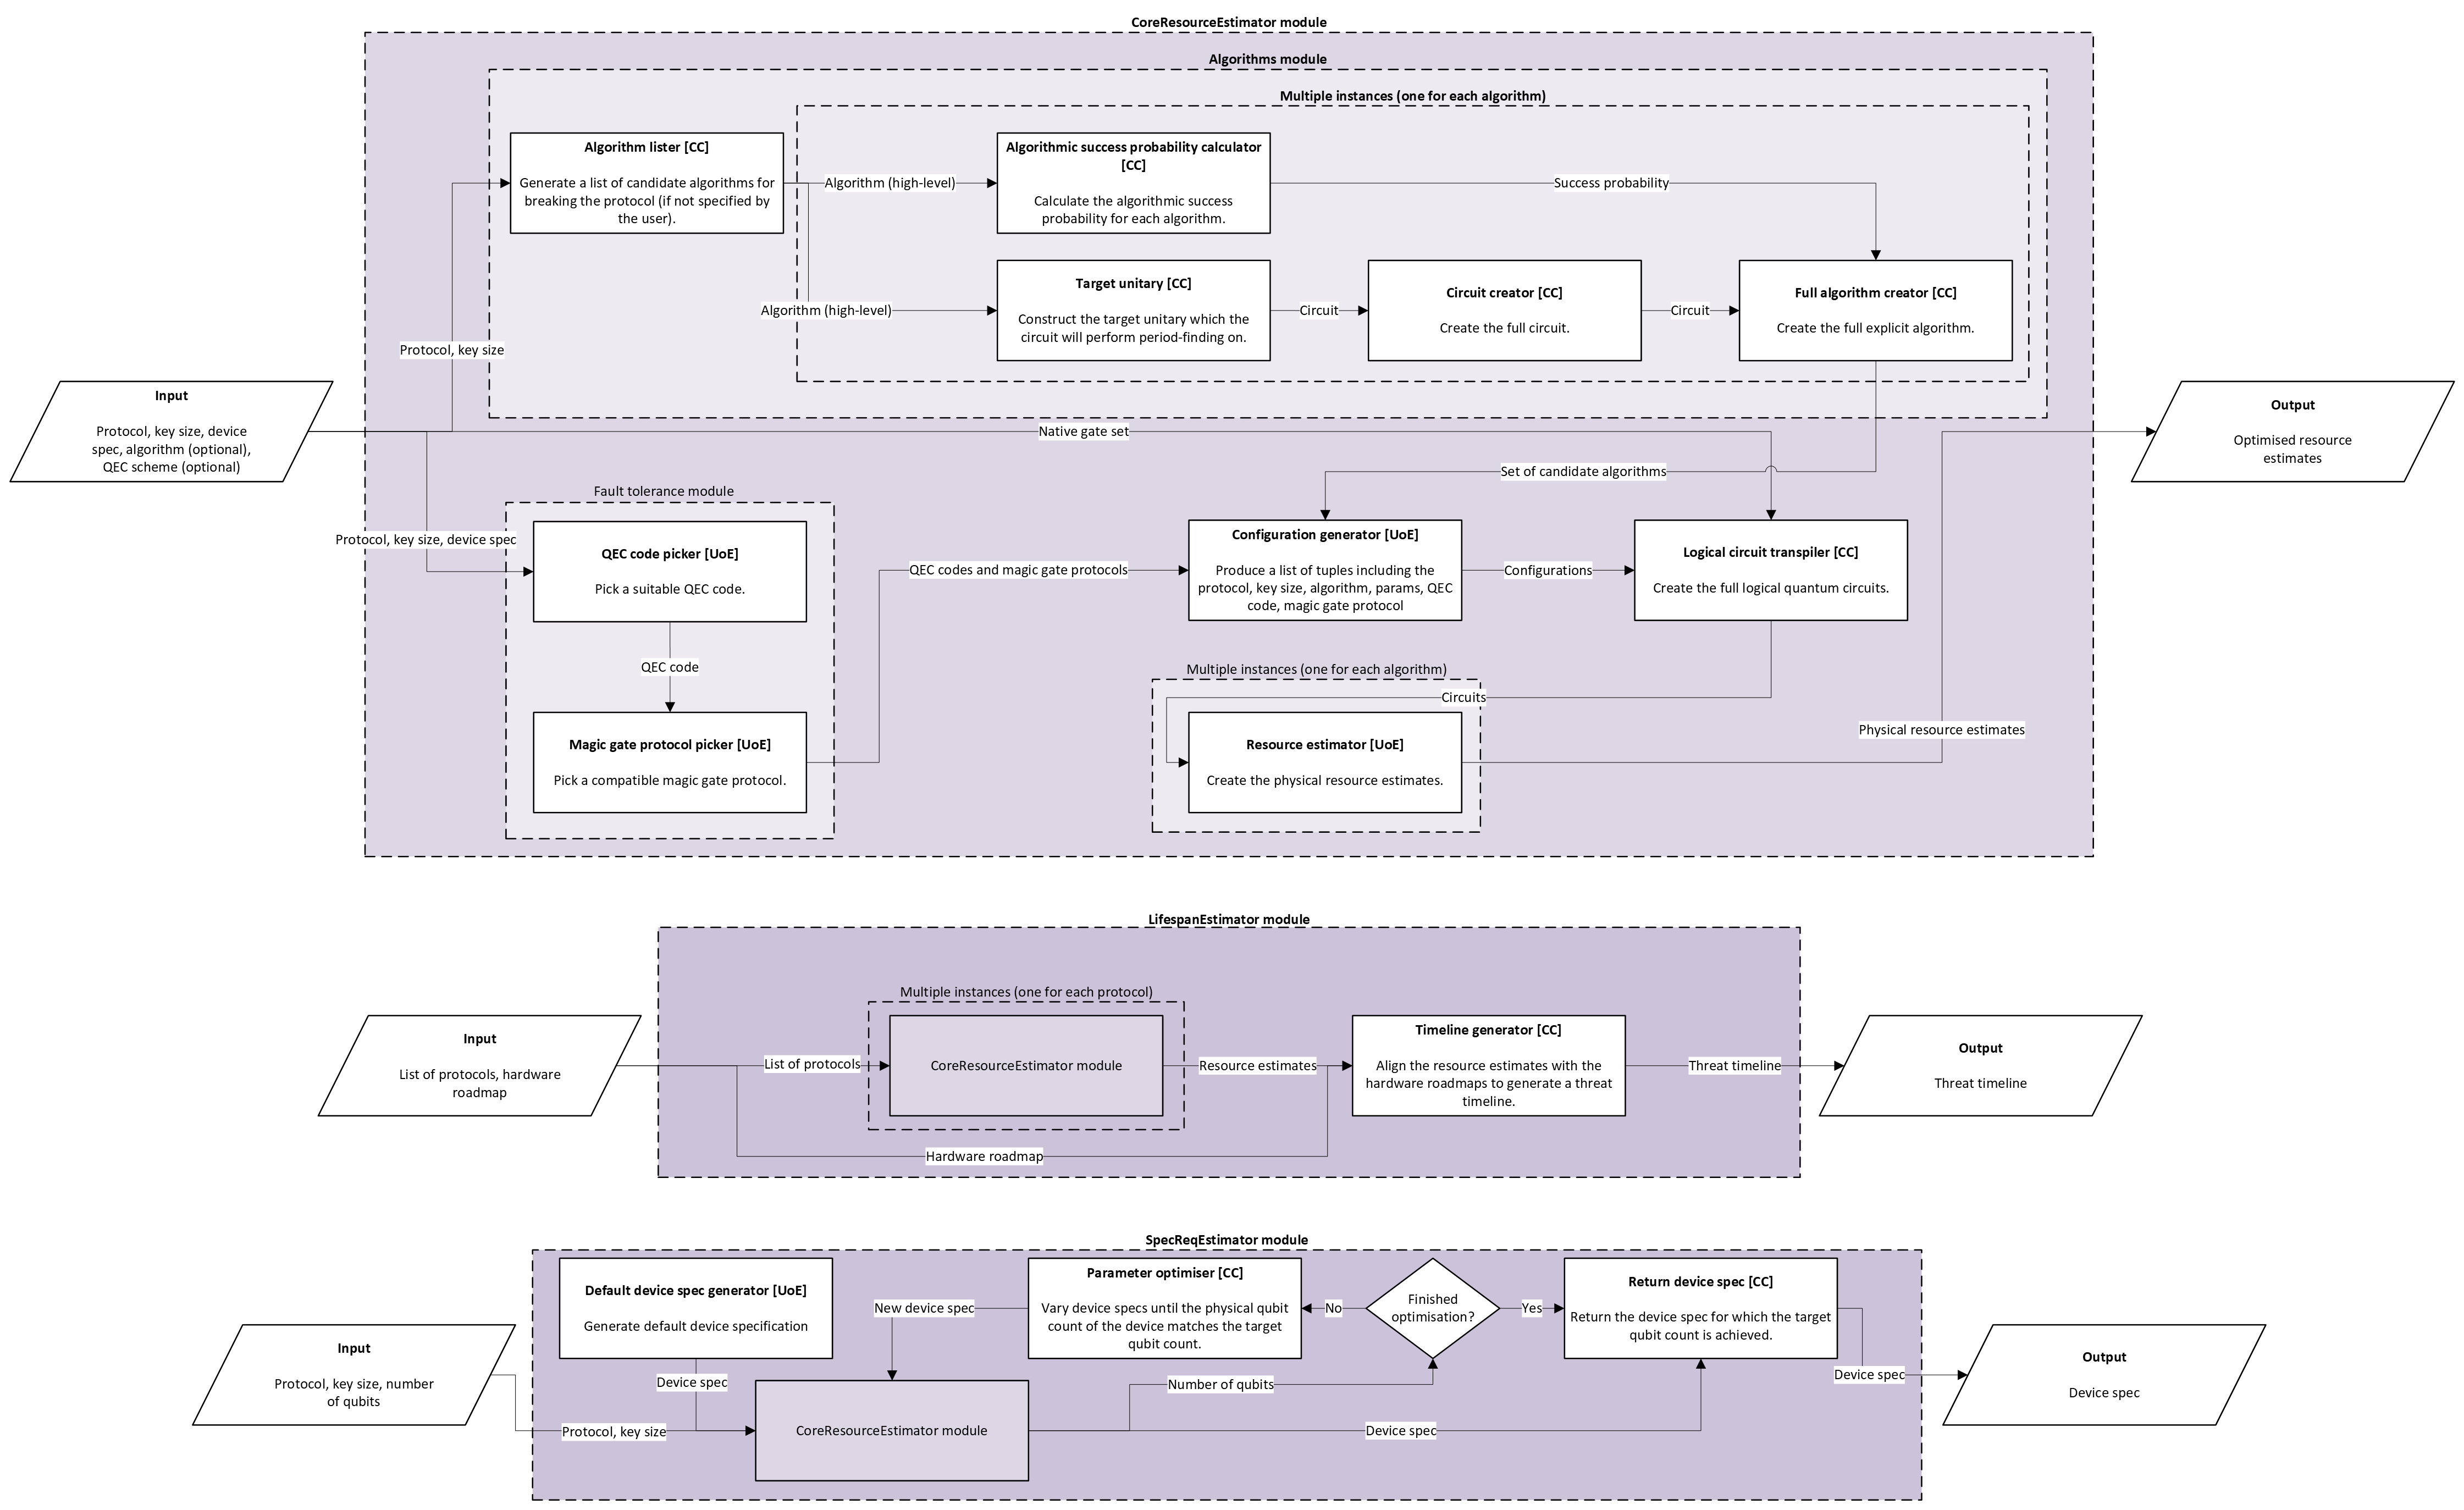 CoreResourceEstimator module
Algorithms module
Multiple instances (one for each algorithm)
Algorithm lister [CC]
Generate a list of candidate algorithms for
breaking the protocol (if not specified by
the user).
Algorithm (high-level)
Algorithmic success probability calculator
[CC]
Calculate the algorithmic success
probability for each algorithm.
Success probability
Algorithm (high-level)
Target unitary [CC]
Construct the target unitary which the
circuit will perform period-finding on.
Circuit
Circuit creator [CC]
Create the full circuit.
Circuit
Full algorithm creator [CC]
Create the full explicit algorithm.
Protocol, key size
Input
Protocol, key size, device
spec, algorithm (optional),
QEC scheme (optional)
Native gate set
Output
Optimised resource
estimates
Set of candidate algorithms
Fault tolerance module
Protocol, key size, device spec
QEC code picker [UoE]
Pick a suitable QEC code.
QEC code
Magic gate protocol picker [UoE]
Pick a compatible magic gate protocol.
QEC codes and magic gate protocols
Configuration generator [UoE]
Produce a list of tuples including the
protocol, key size, algorithm, params, QEC
code, magic gate protocol
Configurations
Logical circuit transpiler [CC]
Create the full logical quantum circuits.
Multiple instances (one for each algorithm)
Circuits
Resource estimator [UoE]
Create the physical resource estimates.
Physical resource estimates
LifespanEstimator module
Input
List of protocols, hardware
roadmap
List of protocols
Multiple instances (one for each protocol)
CoreResourceEstimator module
Resource estimates
Timeline generator [CC]
Align the resource estimates with the
hardware roadmaps to generate a threat
timeline.
Threat timeline
Output
Threat timeline
Hardware roadmap
SpecReqEstimator module
Default device spec generator [UoE]
Generate default device specification
New device spec
Parameter optimiser [CC]
Vary device specs until the physical qubit
count of the device matches the target
qubit count.
No
Finished
optimisation?
Yes
Return device spec [CC]
Return the device spec for which the target
qubit count is achieved.
Input
Protocol, key size, number
of qubits
Device spec
Number of qubits
Device spec
Output
Device spec
Protocol, key size
CoreResourceEstimator module
Device spec